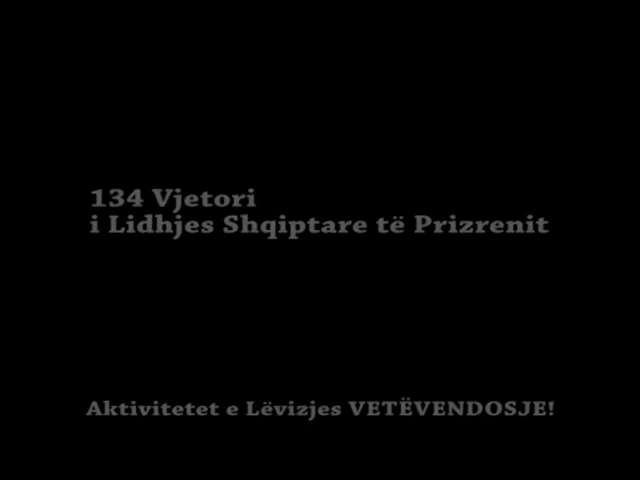 134 Vjetori
i Lidhjes Shqiptare të Prizrenit
Aktivitetet e Lëvizjes VETËVENDOSJE!